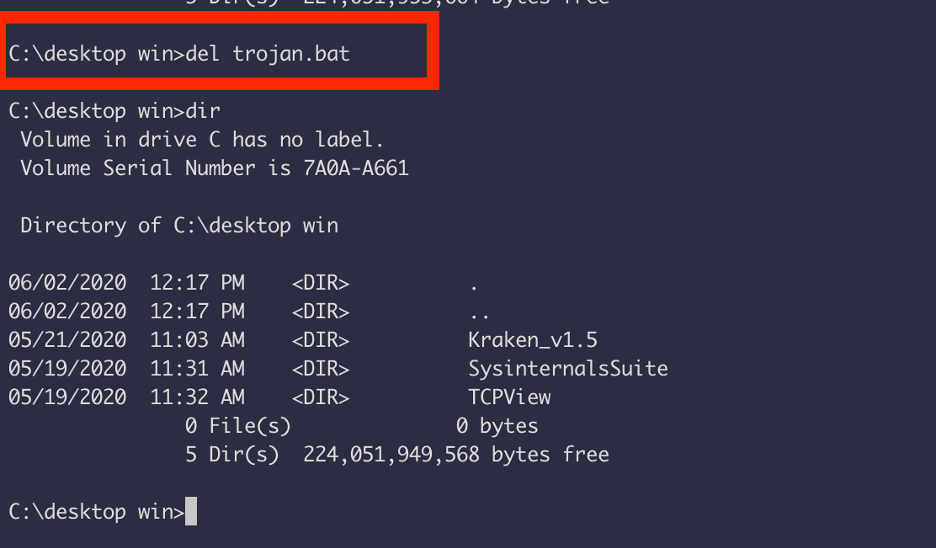 5 Dir(s)  224,051,953,664 bytes free
C:\desktop win>del trojan.bat
C:\desktop win>dir
Volume in drive C has no label.
Volume Serial Number is 7A0A-A661
Directory of C:\desktop win
06/02/2020  12:17 PM    <DIR>          .
06/02/2020  12:17 PM    <DIR>          ..
05/21/2020  11:03 AM    <DIR>          Kraken_v1.5
05/19/2020  11:31 AM    <DIR>          SysinternalsSuite
05/19/2020  11:32 AM    <DIR>          TCPView
0 File(s)              0 bytes
5 Dir(s)  224,051,949,568 bytes free
C:\desktop win>